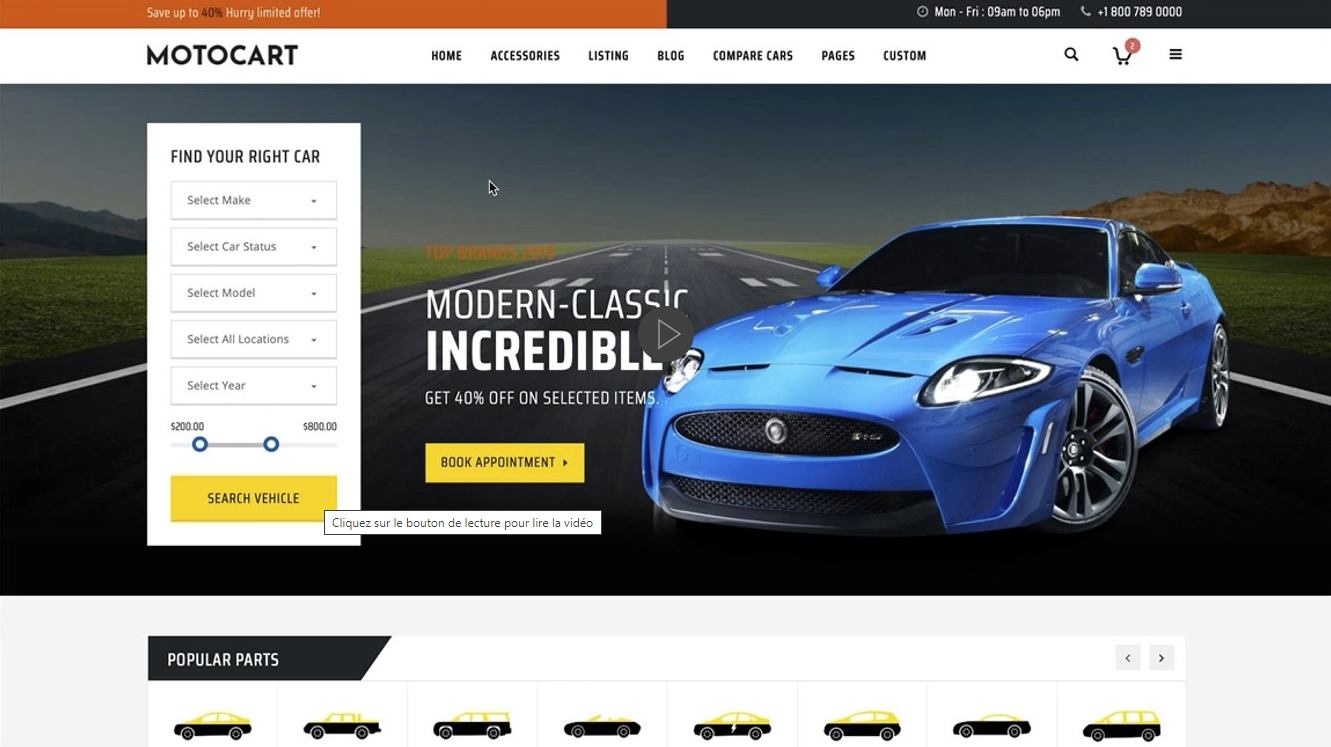 Save up to 40% Hurry limited offer!
Mon - Fri : 09am to 06pm
+1 800 789 0000
MOTOCART
HOME ACCESSORIES LISTING BLOG COMPARE CARS PAGES CUSTOM
2
FIND YOUR RIGHT CAR
Select Make
Select Car Status
Select Model
Select All Locations
Select Year
$200.00 $800.00
SEARCH VEHICLE
TOP BRANDS
MODERN-CLASSIC
INCREDIBLE
GET 40% OFF ON SELECTED ITEMS.
BOOK APPOINTMENT
Cliquez sur le bouton de lecture pour lire la vidéo
POPULAR PARTS